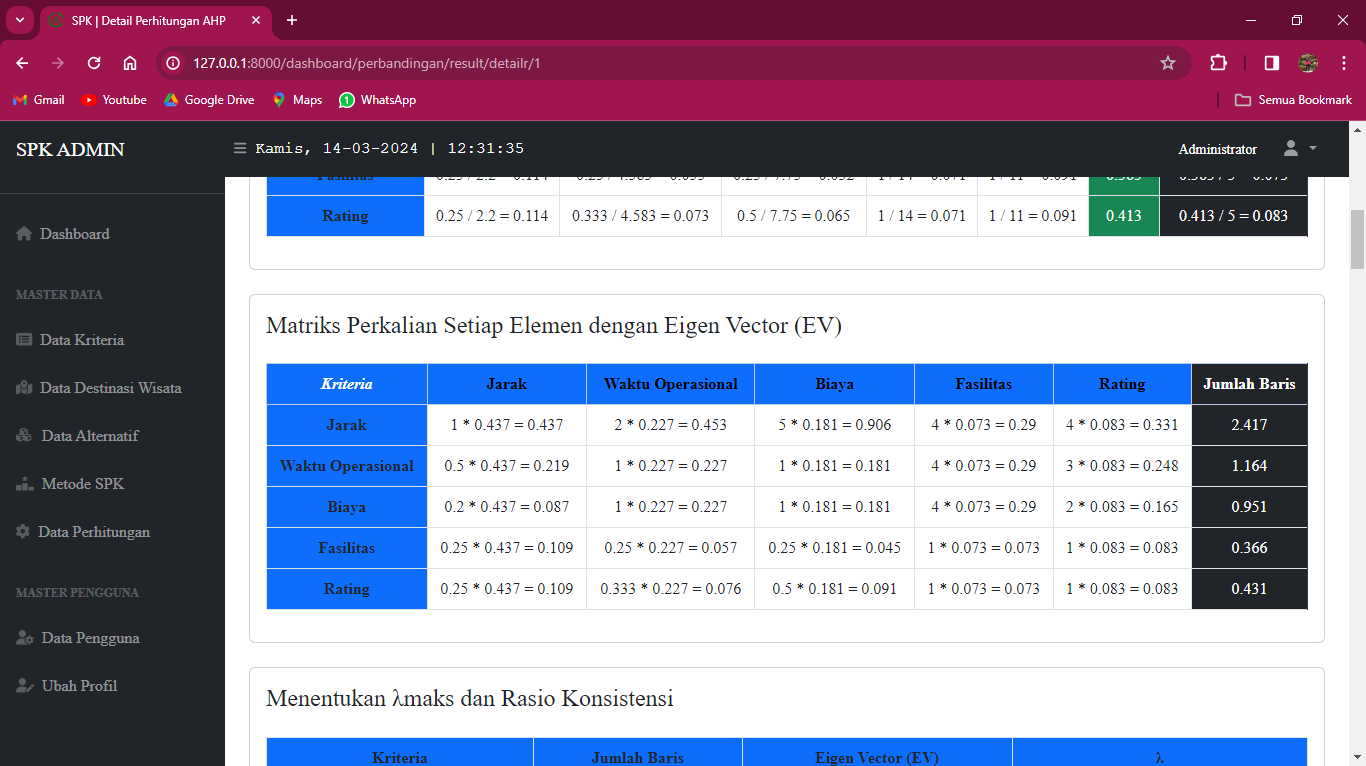 SPK | Detail Perhitungan AHP
127.0.0.1:8000/dashboard/perbandingan/result/detailr/1
Gmail Youtube Google Drive Maps WhatsApp Semua Bookmark
SPK ADMIN
Kamis, 14-03-2024 | 12:31:35
Administrator
Dashboard
MASTER DATA
Data Kriteria
Data Destinasi Wisata
Data Alternatif
Metode SPK
Data Perhitungan
MASTER PENGGUNA
Data Pengguna
Ubah Profil
Rating 0.25 / 2.2 = 0.114 0.333 / 4.583 = 0.073 0.5 / 7.75 = 0.065 1 / 14 = 0.071 1 / 11 = 0.091 0.413 0.413 / 5 = 0.083
Matriks Perkalian Setiap Elemen dengan Eigen Vector (EV)
Kriteria Jarak Waktu Operasional Biaya Fasilitas Rating Jumlah Baris
Jarak 1 * 0.437 = 0.437 2 * 0.227 = 0.453 5 * 0.181 = 0.906 4 * 0.073 = 0.29 4 * 0.083 = 0.331 2.417
Waktu Operasional 0.5 * 0.437 = 0.219 1 * 0.227 = 0.227 1 * 0.181 = 0.181 4 * 0.073 = 0.29 3 * 0.083 = 0.248 1.164
Biaya 0.2 * 0.437 = 0.087 1 * 0.227 = 0.227 1 * 0.181 = 0.181 4 * 0.073 = 0.29 2 * 0.083 = 0.165 0.951
Fasilitas 0.25 * 0.437 = 0.109 0.25 * 0.227 = 0.057 0.25 * 0.181 = 0.045 1 * 0.073 = 0.073 1 * 0.083 = 0.083 0.366
Rating 0.25 * 0.437 = 0.109 0.333 * 0.227 = 0.076 0.5 * 0.181 = 0.091 1 * 0.073 = 0.073 1 * 0.083 = 0.083 0.431
Menentukan λmaks dan Rasio Konsistensi
Kriteria Jumlah Baris Eigen Vector (EV) λ